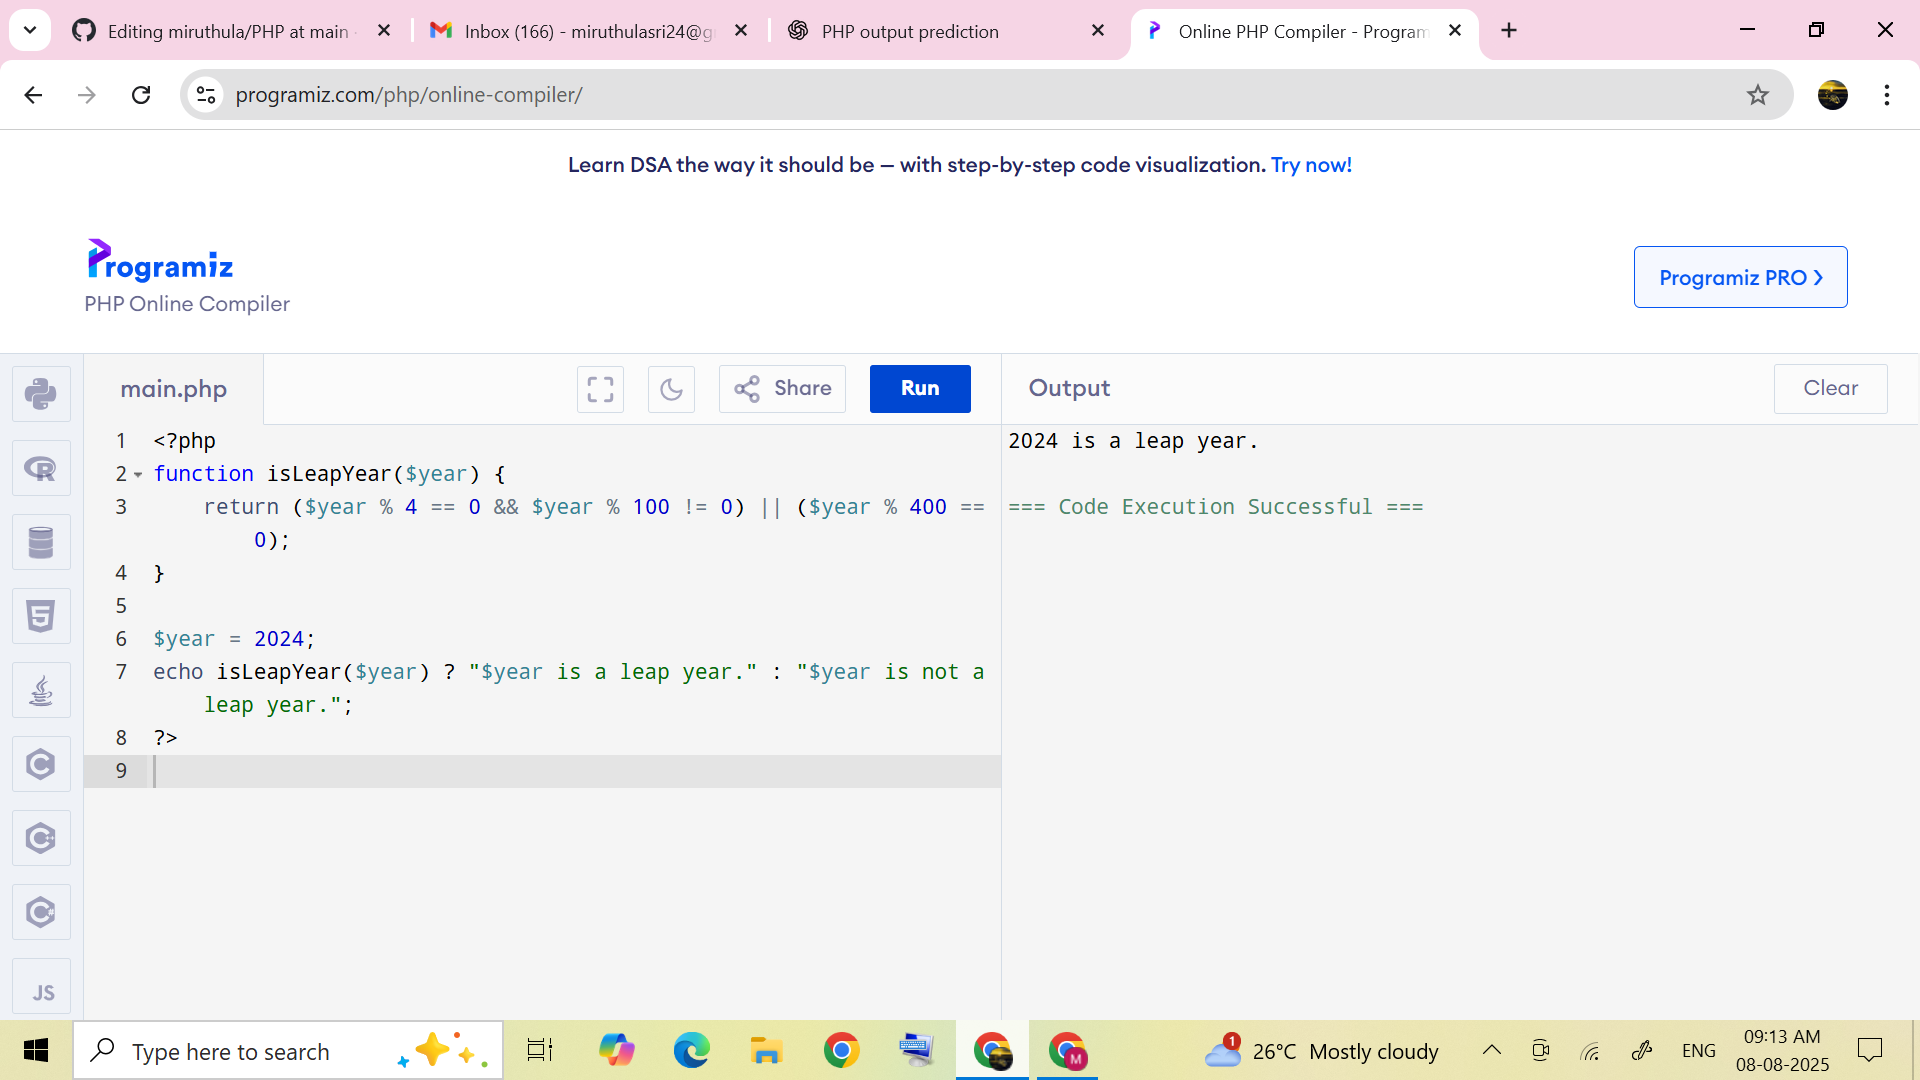 Editing miruthula/PHP at main
Inbox (166) - miruthulasri24@g
PHP output prediction
Online PHP Compiler - Program
programiz.com/php/online-compiler/
Learn DSA the way it should be — with step-by-step code visualization. Try now!
Programiz
PHP Online Compiler
Programiz PRO
main.php
Share
Run
Output
Clear
1 <?php
2 function isLeapYear($year) {
3 return ($year % 4 == 0 && $year % 100 != 0) || ($year % 400 ==
0);
4 }
5
6 $year = 2024;
7 echo isLeapYear($year) ? "$year is a leap year." : "$year is not a
leap year.";
8 ?>
9
2024 is a leap year.
=== Code Execution Successful ===
JS
Type here to search
M
1
26°C Mostly cloudy
ENG
09:13 AM
08-08-2025